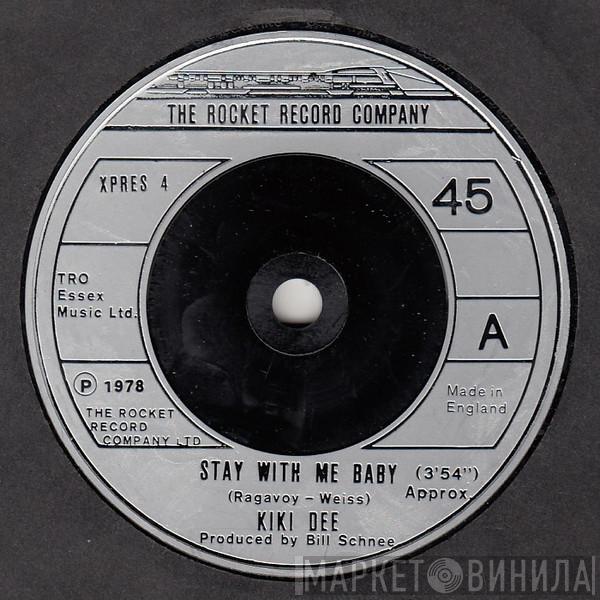 THE ROCKET RECORD COMPANY
XPRES 4
45
TRO
Essex
Music Ltd.
A
Ⓟ 1978
THE ROCKET
RECORD
COMPANY LTD
Made in
England
STAY WITH ME BABY (3'54")
(Ragavoy – Weiss) Approx.
KIKI DEE
Produced by Bill Schnee
МАРКЕТ ВИНИЛА